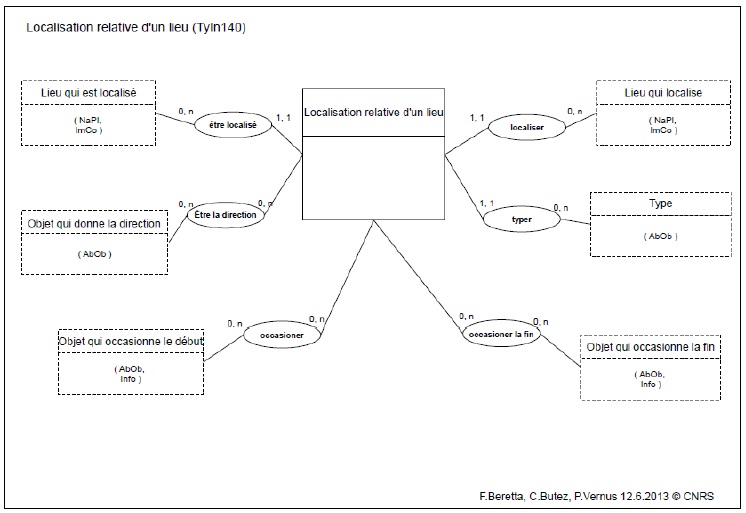 Localisation relative d'un lieu (TyIn140)
Lieu qui est localisé
( NaPl,
ImCo )
0, n
être localisé
1, 1
Localisation relative d'un lieu
1, 1
localiser
0, n
Lieu qui localise
( NaPl,
ImCo )
Objet qui donne la direction
( AbOb )
0, n
Être la direction
0, n
1, 1
typer
0, n
Type
( AbOb )
Objet qui occasionne le début
( AbOb,
Info )
0, n
occasioner
0, n
0, n
occasioner la fin
0, n
Objet qui occasionne la fin
( AbOb,
Info )
F.Beretta, C.Butez, P.Vernus 12.6.2013 © CNRS